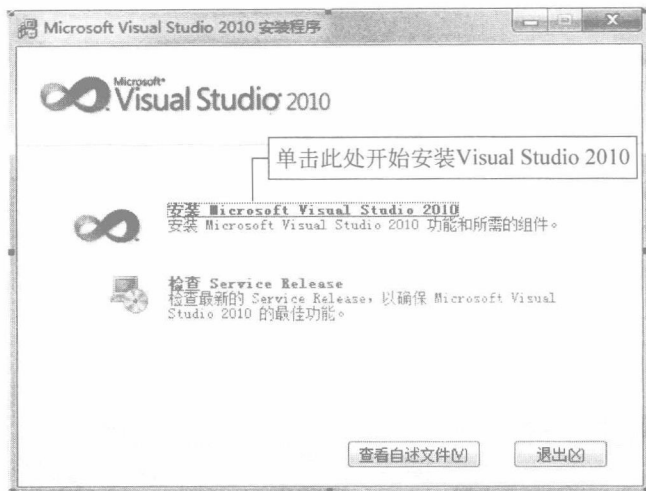 Microsoft Visual Studio 2010 安装程序
Microsoft®
Visual Studio 2010
单击此处开始安装Visual Studio 2010
安装 Microsoft Visual Studio 2010
安装 Microsoft Visual Studio 2010 功能和所需的组件。
检查 Service Release
检查最新的 Service Release，以确保 Microsoft Visual
Studio 2010 的最佳功能。
查看自述文件(V)
退出(X)